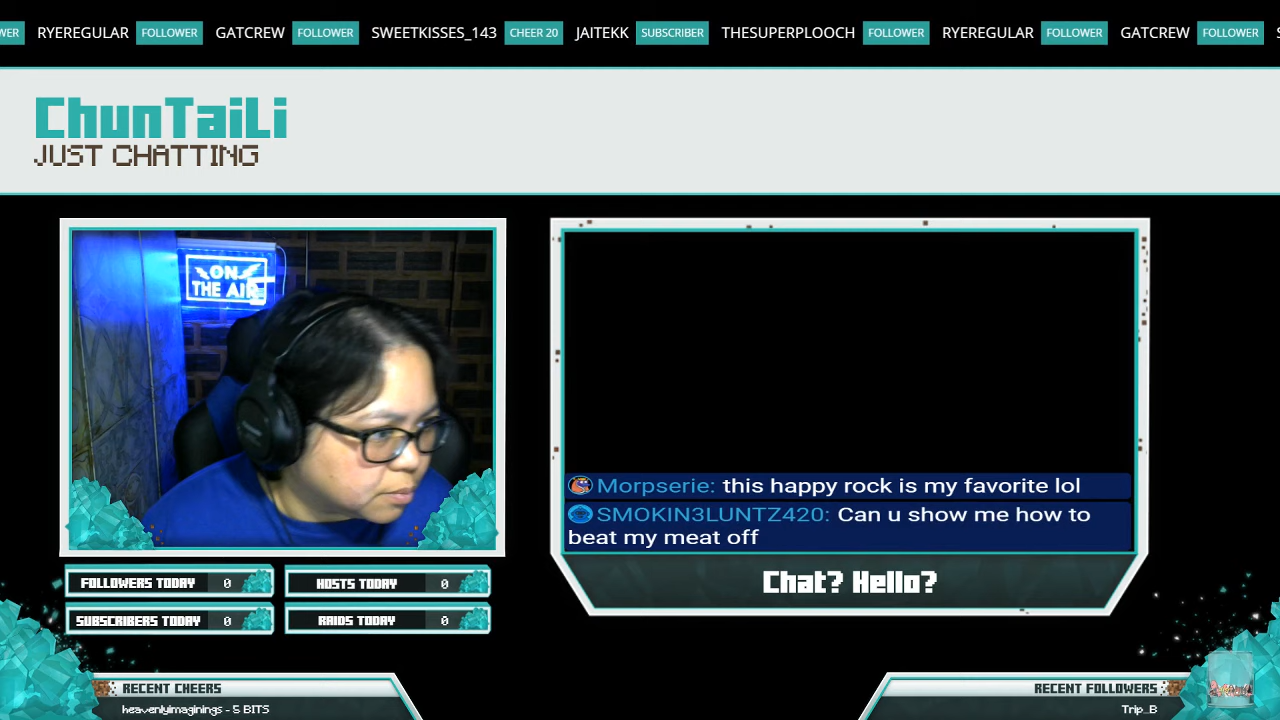 WER RYEREGULAR FOLLOWER GATCREW FOLLOWER SWEETKISSES_143 CHEER 20 JAITEKK SUBSCRIBER THESUPERPLOOCH FOLLOWER RYEREGULAR FOLLOWER GATCREW FOLLOWER
ChunTaiLi
JUST CHATTING
ON
THE AIR
Morpserie: this happy rock is my favorite lol
SMOKIN3LUNTZ420: Can u show me how to
beat my meat off
Chat? Hello?
FOLLOWERS TODAY 0
HOSTS TODAY 0
SUBSCRIBERS TODAY 0
RAIDS TODAY 0
RECENT CHEERS
heavenlyimaginings - 5 BITS
RECENT FOLLOWERS
Trip_B